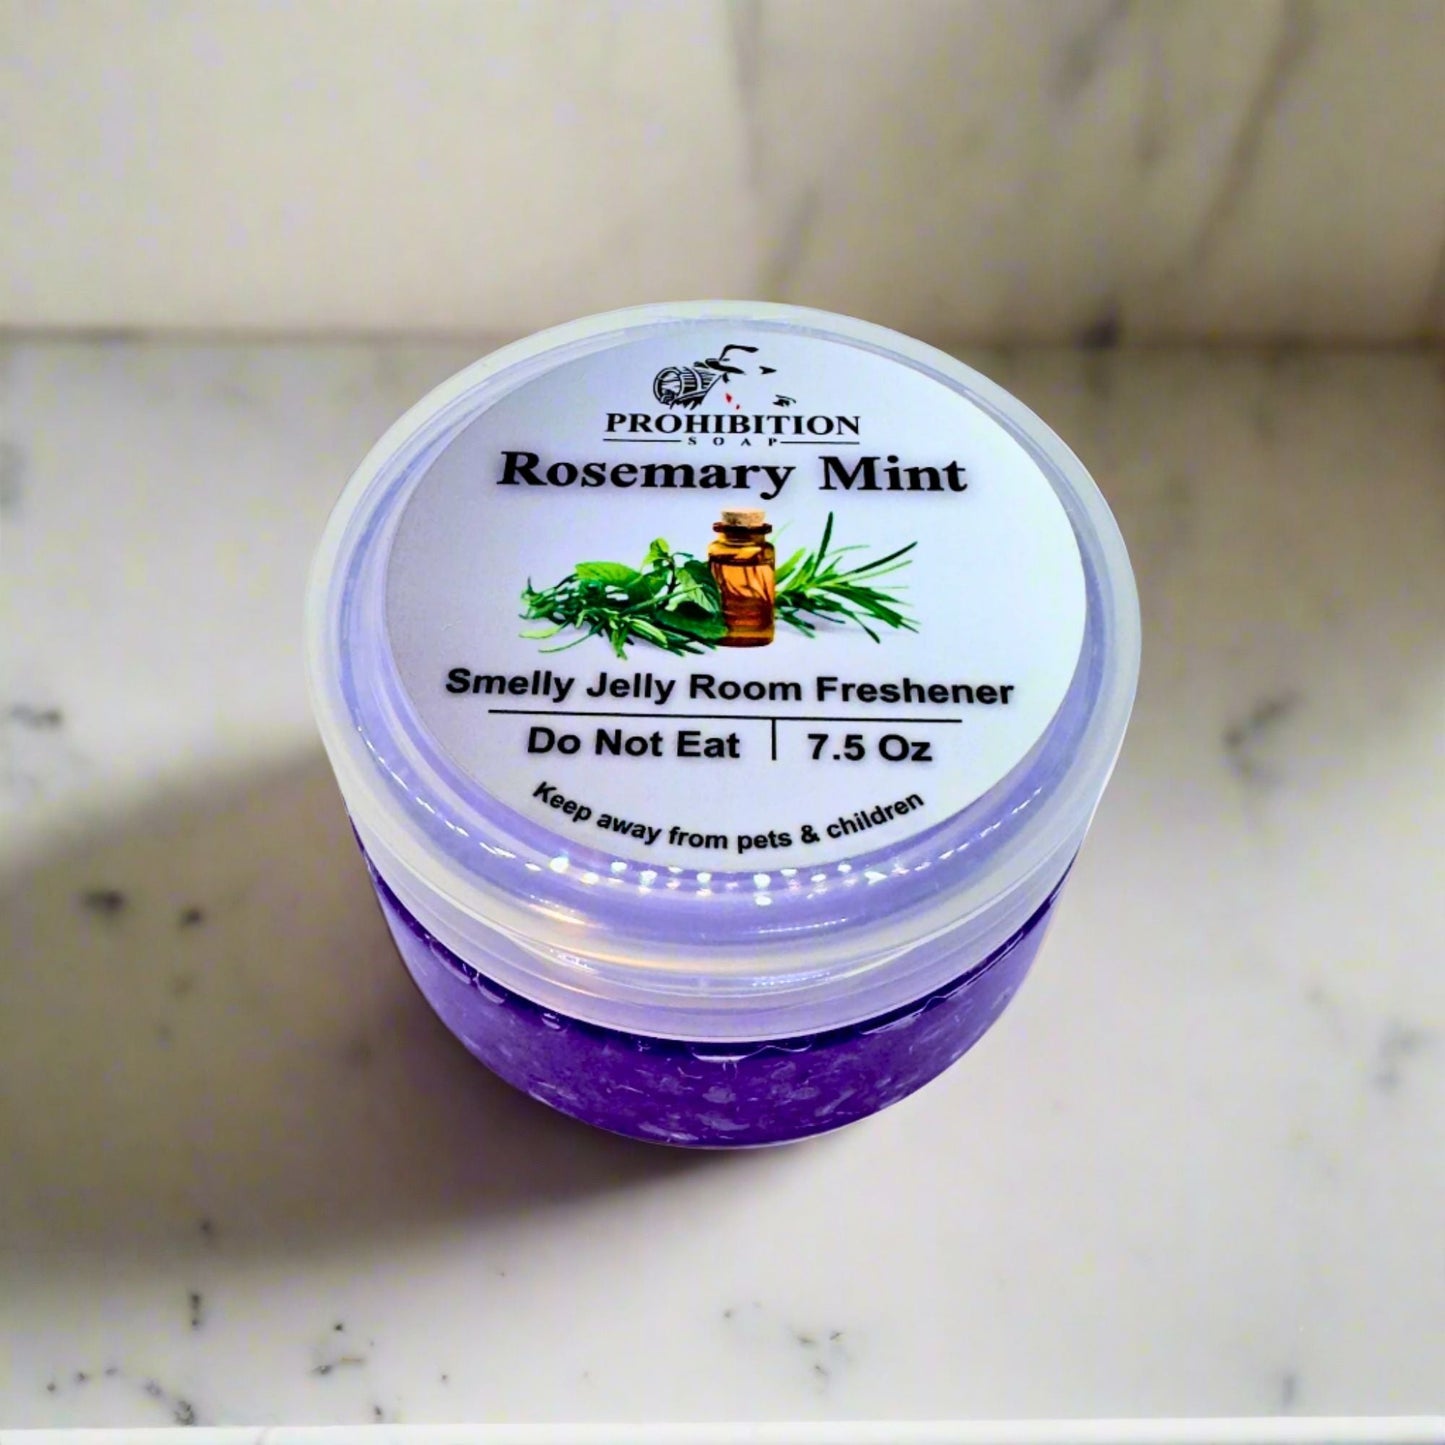 PROHIBITION
SOAP
Rosemary Mint
Smelly Jelly Room Freshener
Do Not Eat | 7.5 Oz
Keep away from pets & children